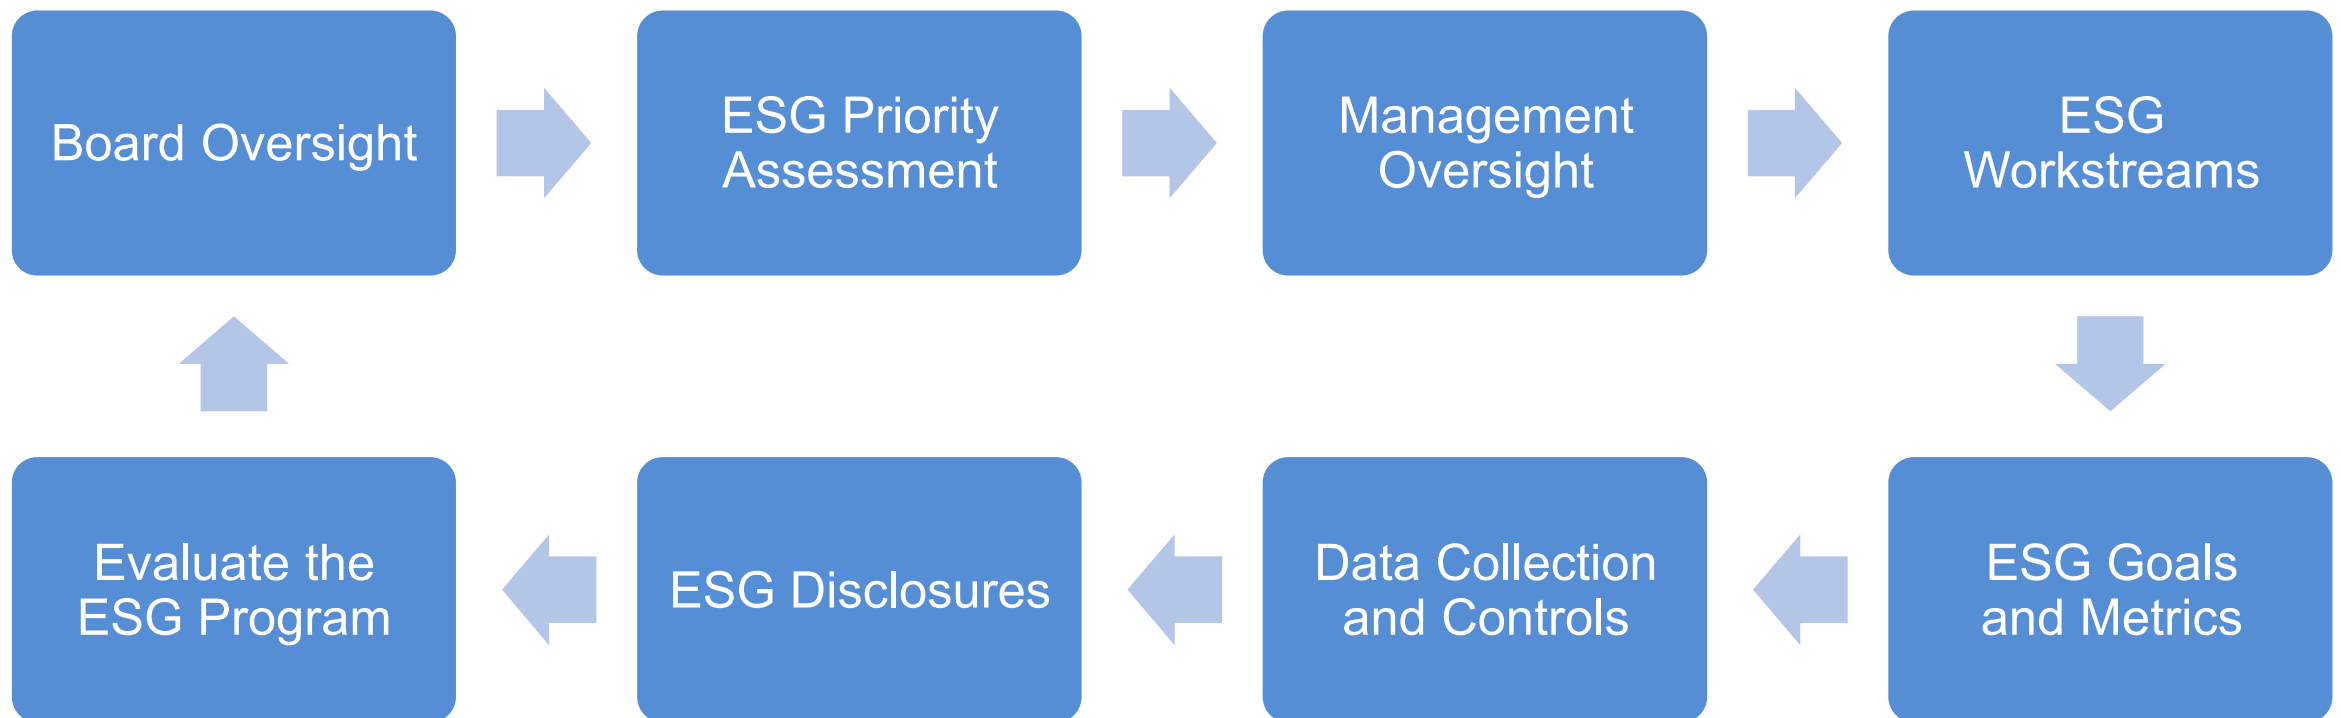 Board Oversight
ESG Priority
Assessment
Management
Oversight
ESG
Workstreams
ESG Goals
and Metrics
Data Collection
and Controls
ESG Disclosures
Evaluate the
ESG Program